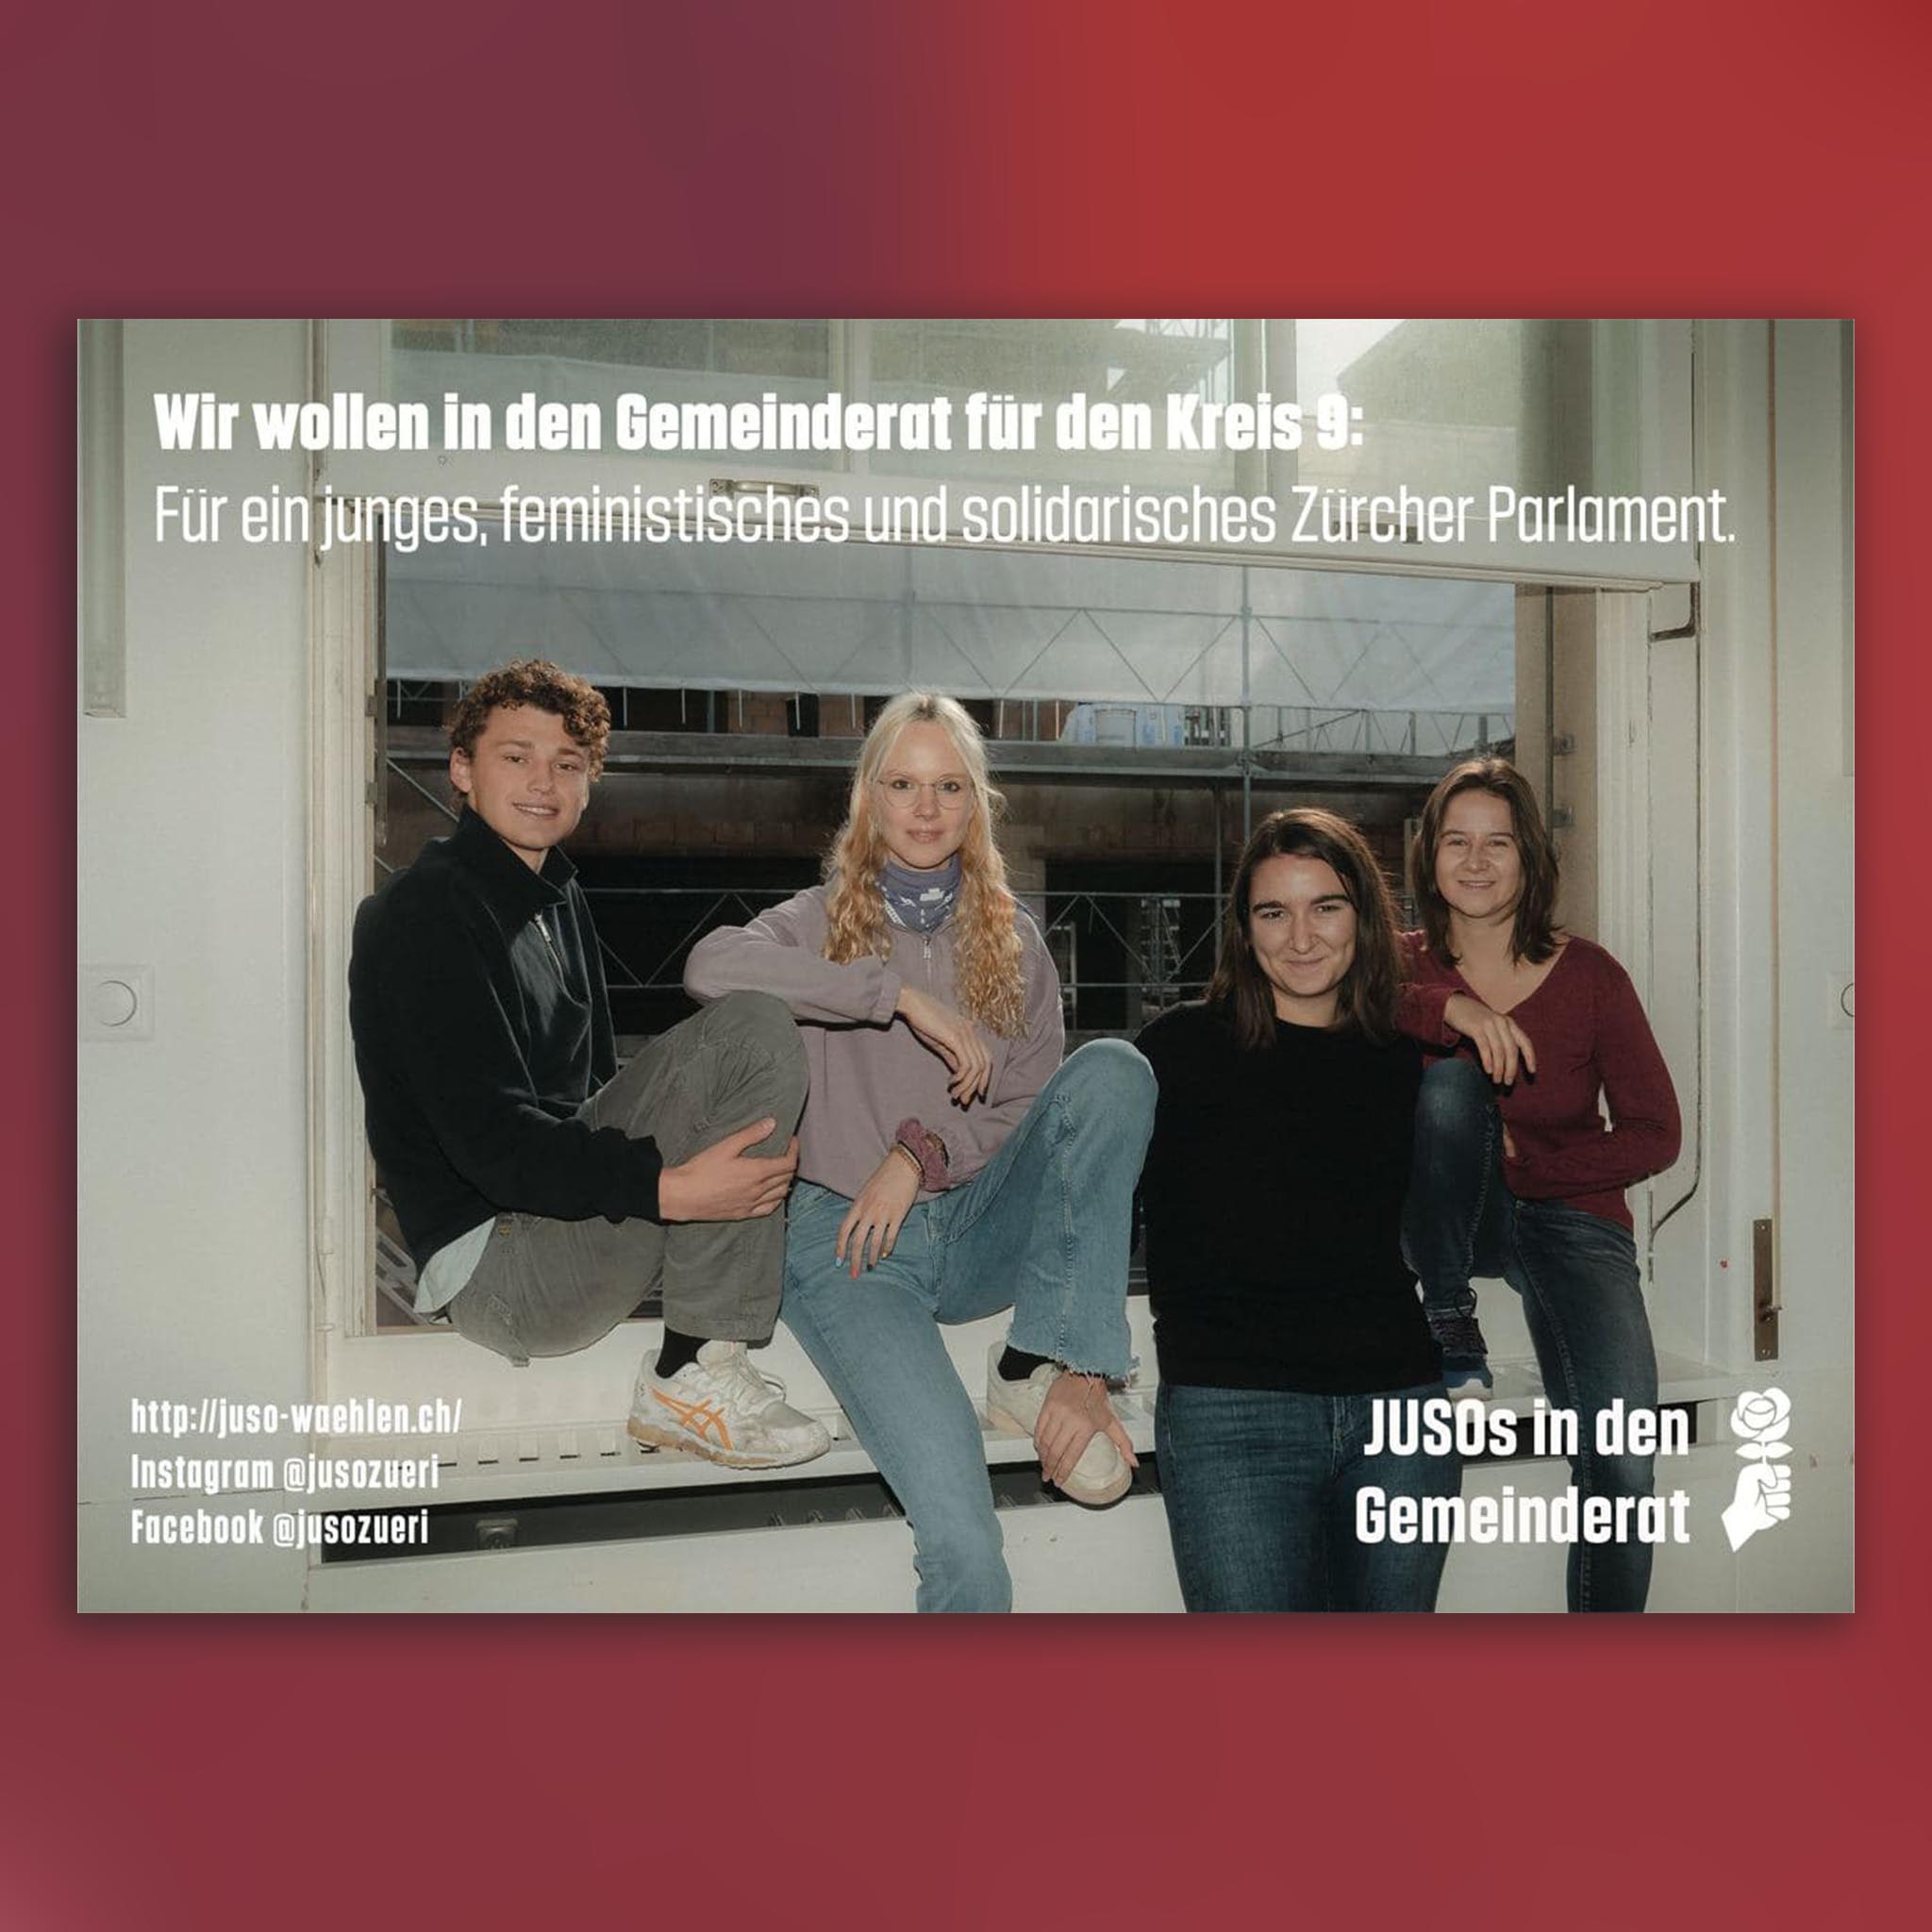 Wir wollen in den Gemeinderat für den Kreis 9:
Für ein junges, feministisches und solidarisches Zürcher Parlament.
http://juso-waehlen.ch/
Instagram @jusozueri
Facebook @jusozueri
JUSOs in den
Gemeinderat